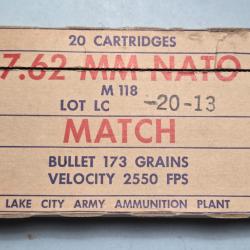 20 CARTRIDGES
7.62 MM NATO
M 118
LOT LC -20-13
MATCH
BULLET 173 GRAINS
VELOCITY 2550 FPS
LAKE CITY ARMY AMMUNITION PLANT